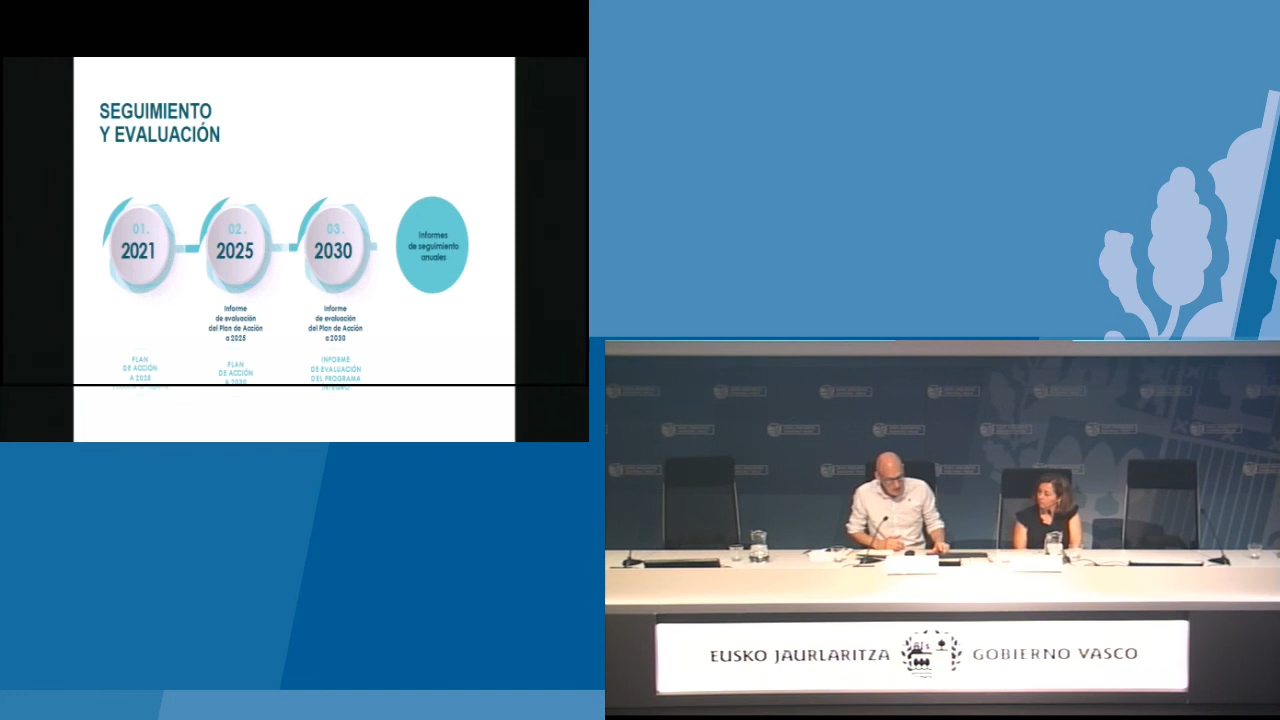 SEGUIMIENTO
Y EVALUACIÓN
01.
2021
02.
2025
03.
2030
Informes
de seguimiento
anuales
Informe
de evaluación
del Plan de Acción
a 2025
Informe
de evaluación
del Plan de Acción
a 2030
PLAN
DE ACCIÓN
A 2025
PLAN
DE ACCIÓN
A 2030
INFORME
DE EVALUACIÓN
DEL PROGRAMA
EUSKO JAURLARITZA
GOBIERNO VASCO